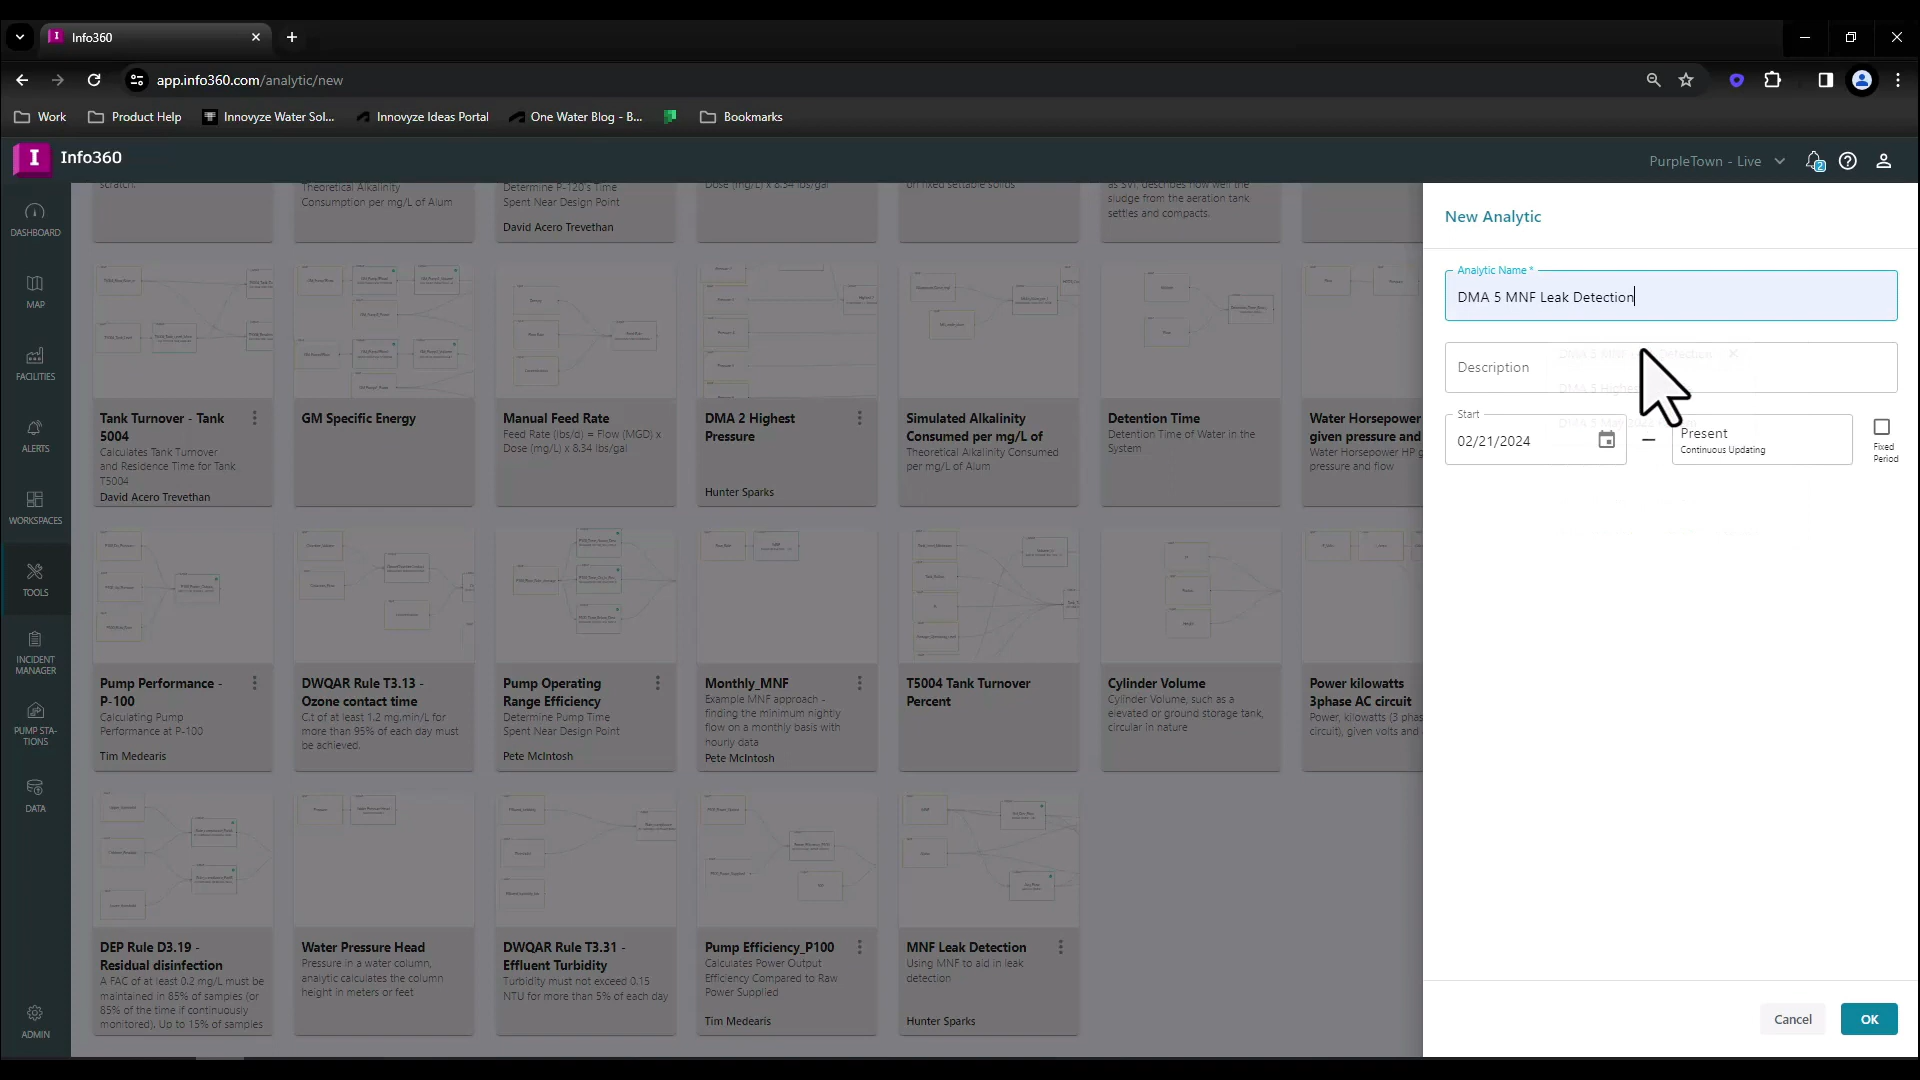 Info360
app.info360.com/analytic/new
Work
Product Help
Innovyze Water Sol...
Innovyze Ideas Portal
One Water Blog - B...
Bookmarks
I Info360
PurpleTown - Live
2
DASHBOARD
MAP
FACILITIES
ALERTS
WORKSPACES
TOOLS
INCIDENT
MANAGER
PUMP STA-
TIONS
DATA
ADMIN
scratch.
Theoretical Alkalinity
Consumption per mg/L of Alum
Determine P-120's Time
Spent Near Design Point
David Acero Trevethan
Dose (mg/L) x 8.34 lbs/gal
on fixed settable solids
as SVI, describes how well the
sludge from the aeration tank
settles and compacts.
Tank Turnover - Tank
5004
Calculates Tank Turnover
and Residence Time for Tank
T5004
David Acero Trevethan
GM Specific Energy
Manual Feed Rate
Feed Rate (lbs/d) = Flow (MGD) x
Dose (mg/L) x 8.34 lbs/gal
DMA 2 Highest
Pressure
Hunter Sparks
Simulated Alkalinity
Consumed per mg/L of
Theoretical Alkalinity Consumed
per mg/L of Alum
Detention Time
Detention Time of Water in the
System
Water Horsepower
given pressure and
Water Horsepower HP g
pressure and flow
Pump Performance -
P-100
Calculating Pump
Performance at P-100
Tim Medearis
DWQAR Rule T3.13 -
Ozone contact time
C.t of at least 1.2 mg.min/L for
more than 95% of each day must
be achieved.
Pump Operating
Range Efficiency
Determine Pump Time
Spent Near Design Point
Pete McIntosh
Monthly_MNF
Example MNF approach -
finding the minimum nightly
flow on a monthly basis with
hourly data
Pete McIntosh
T5004 Tank Turnover
Percent
Cylinder Volume
Cylinder Volume, such as a
elevated or ground storage tank,
circular in nature
Power kilowatts
3phase AC circuit
Power, kilowatts (3 phas
circuit), given volts and
DEP Rule D3.19 -
Residual disinfection
A FAC of at least 0.2 mg/L must be
maintained in 85% of samples (or
85% of the time if continuously
monitored). Up to 15% of samples
Water Pressure Head
Pressure in a water column,
analytic calculates the column
height in meters or feet
DWQAR Rule T3.31 -
Effluent Turbidity
Turbidity must not exceed 0.15
NTU for more than 5% of each day
Pump Efficiency_P100
Calculates Power Output
Efficiency Compared to Raw
Power Supplied
Tim Medearis
MNF Leak Detection
Using MNF to aid in leak
detection
Hunter Sparks
New Analytic
Analytic Name *
DMA 5 MNF Leak Detection
Description
Start
02/21/2024
Present
Continuous Updating
Fixed
Period
Cancel
OK